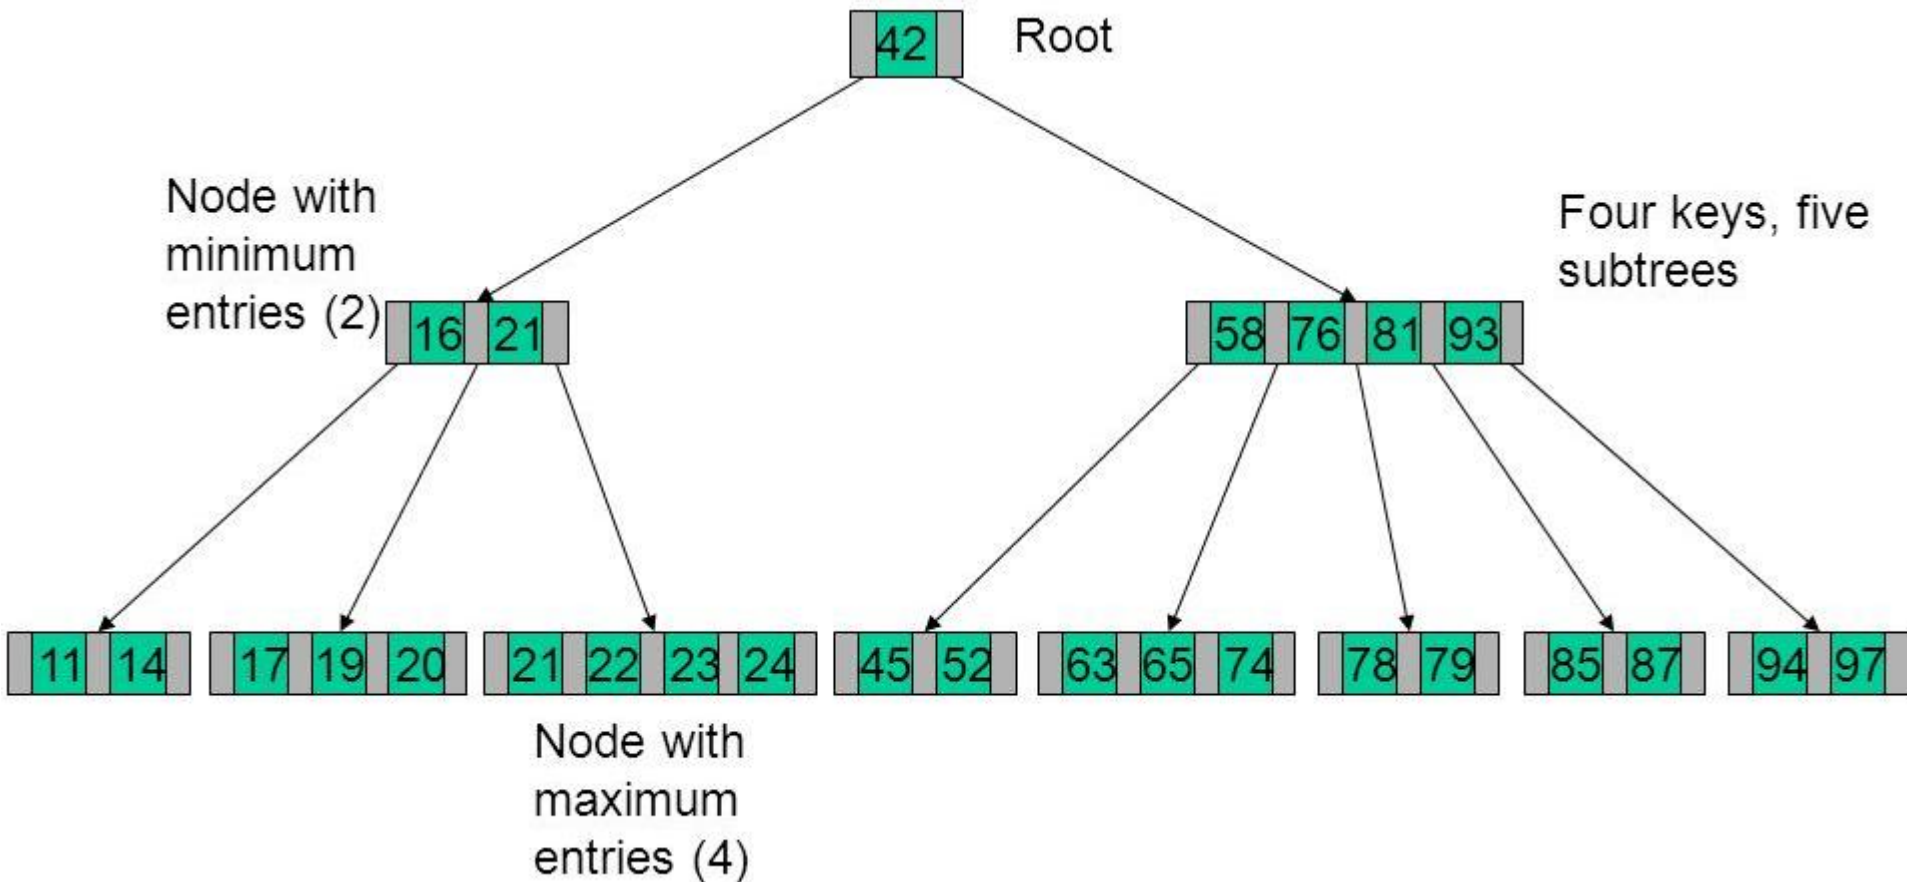 42
Root
Node with
minimum
entries (2)
Four keys, five
subtrees
16 21
58 76 81 93
11 14
17 19 20
21 22 23 24
45 52
63 65 74
78 79
85 87
94 97
Node with
maximum
entries (4)